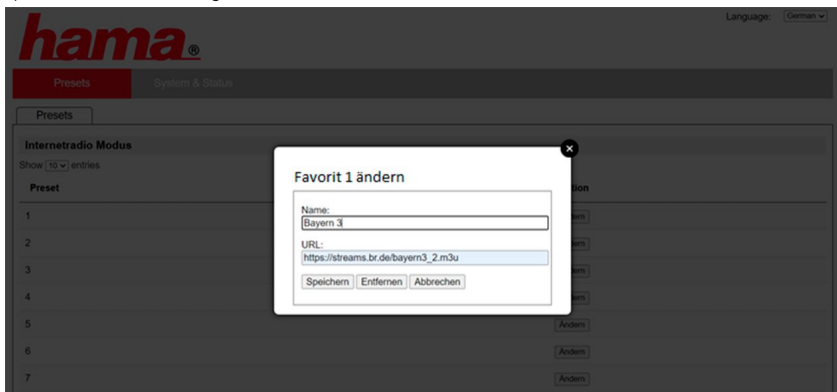 Language: German
hama®
Presets System & Status
Presets
Internetradio Modus
Show 10 entries
Preset
1
2
3
4
5 Ändern
6 Ändern
7 Ändern
Favorit 1 ändern
Name:
Bayern 3
URL:
https://streams.br.de/bayern3_2.m3u
Speichern Entfernen Abbrechen